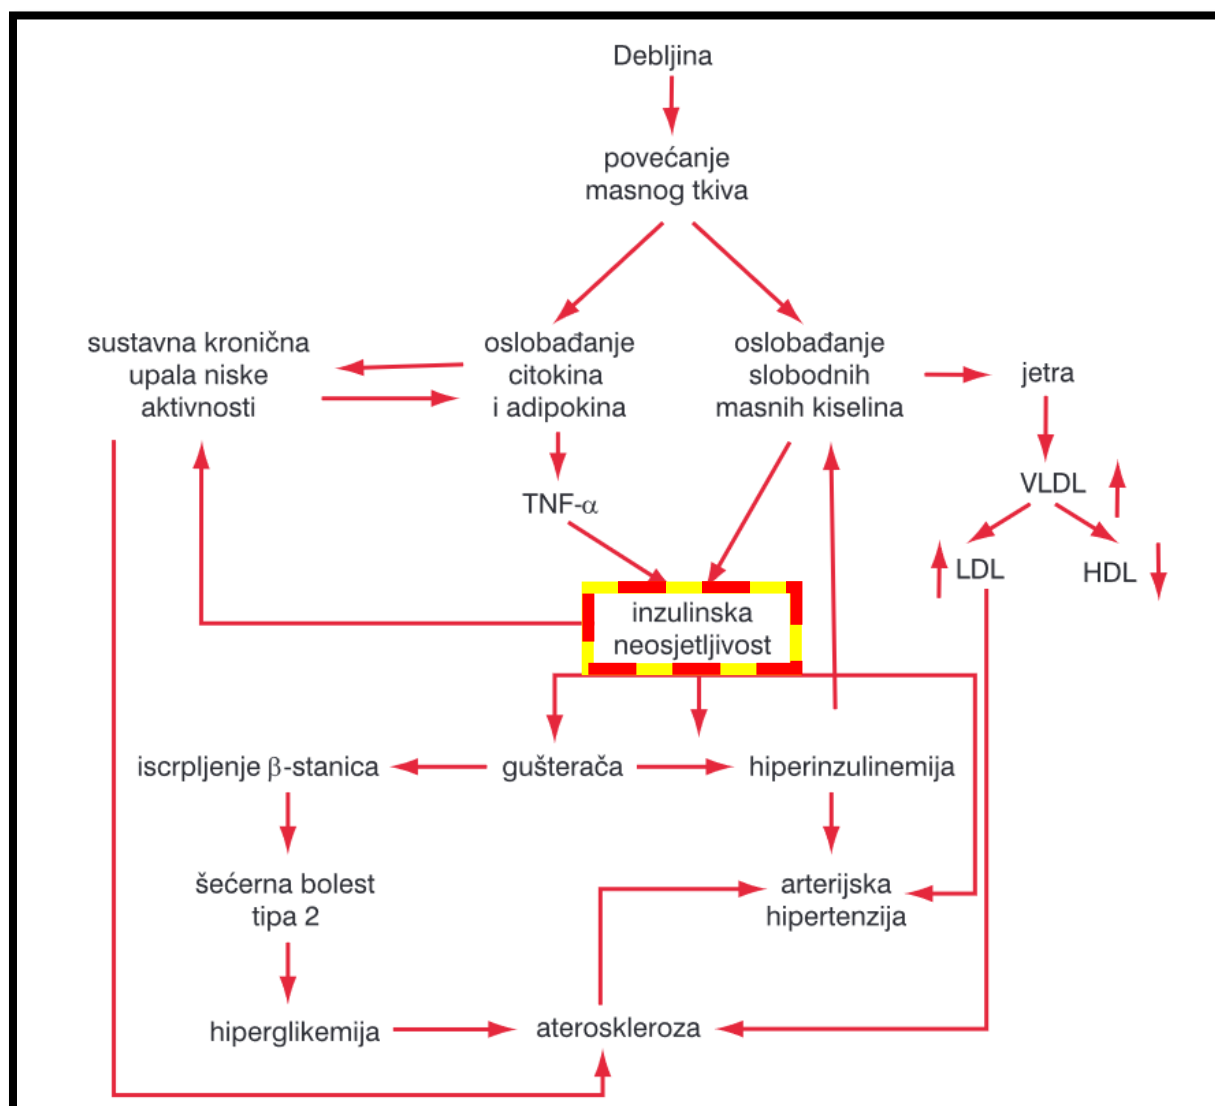 Debljina
povećanje
masnog tkiva
sustavna kronična
upala niske
aktivnosti
oslobađanje
citokina
i adipokina
oslobađanje
slobodnih
masnih kiselina
jetra
TNF-α
VLDL
LDL
HDL
inzulinska
neosjetljivost
iscrpljenje β-stanica
gušterača
hiperinzulinemija
šećerna bolest
tipa 2
arterijska
hipertenzija
hiperglikemija
ateroskleroza